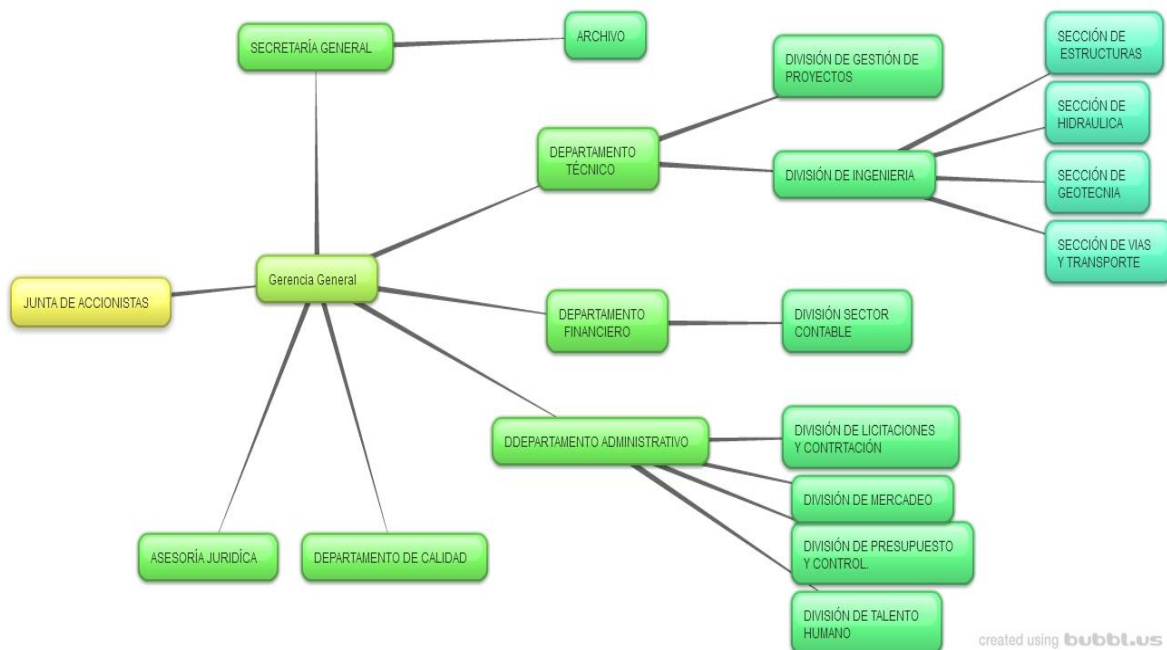 SECRETARÍA GENERAL
ARCHIVO
DIVISIÓN DE GESTIÓN DE
PROYECTOS
SECCIÓN DE
ESTRUCTURAS
SECCIÓN DE
HIDRAULICA
DEPARTAMENTO
TÉCNICO
DIVISIÓN DE INGENIERIA
SECCIÓN DE
GEOTECNIA
SECCIÓN DE VIAS
Y TRANSPORTE
JUNTA DE ACCIONISTAS
Gerencia General
DEPARTAMENTO
FINANCIERO
DIVISIÓN SECTOR
CONTABLE
DDEPARTAMENTO ADMINISTRATIVO
DIVISIÓN DE LICITACIONES
Y CONTRTACIÓN
DIVISIÓN DE MERCADEO
DIVISIÓN DE PRESUPUESTO
Y CONTROL.
DIVISIÓN DE TALENTO
HUMANO
ASESORÍA JURIDÍCA
DEPARTAMENTO DE CALIDAD
created using bubbl.us